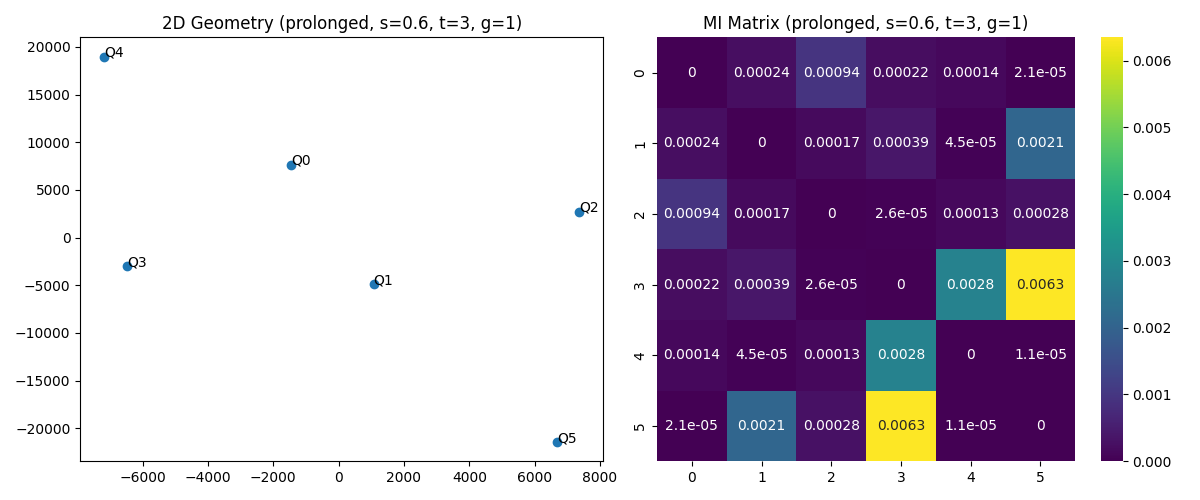 2D Geometry (prolonged, s=0.6, t=3, g=1)
20000
15000
10000
5000
0
−5000
−10000
−15000
−20000
Q4
Q0
Q2
Q3
Q1
Q5
−6000 −4000 −2000 0 2000 4000 6000 8000
MI Matrix (prolonged, s=0.6, t=3, g=1)
0 0 0.00024 0.00094 0.00022 0.00014 2.1e-05
1 0.00024 0 0.00017 0.00039 4.5e-05 0.0021
2 0.00094 0.00017 0 2.6e-05 0.00013 0.00028
3 0.00022 0.00039 2.6e-05 0 0.0028 0.0063
4 0.00014 4.5e-05 0.00013 0.0028 0 1.1e-05
5 2.1e-05 0.0021 0.00028 0.0063 1.1e-05 0
0 1 2 3 4 5
0.006
0.005
0.004
0.003
0.002
0.001
0.000